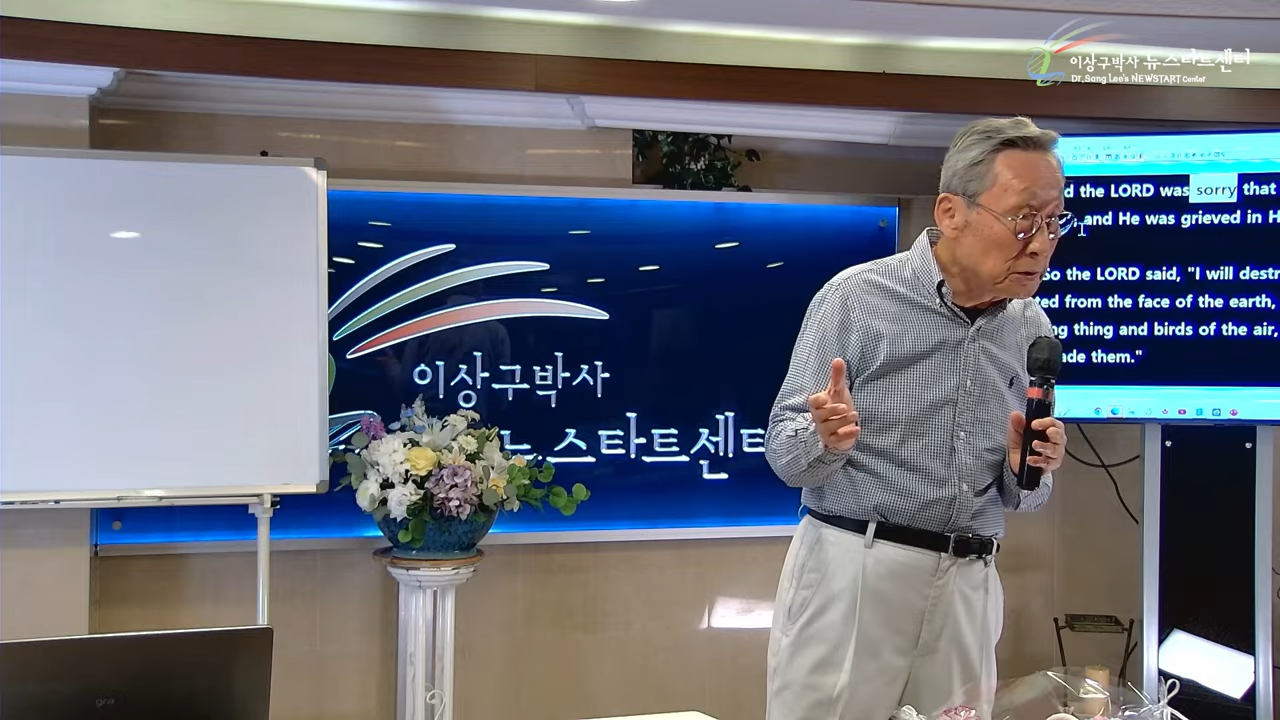 이상구박사 뉴스타트센터
Dr. Sang Lee's NEWSTART Center
이상구박사
뉴스타트센터
d the LORD was sorry that
and He was grieved in H
So the LORD said, "I will destr
ted from the face of the earth,
ng thing and birds of the air,
ade them."
gra